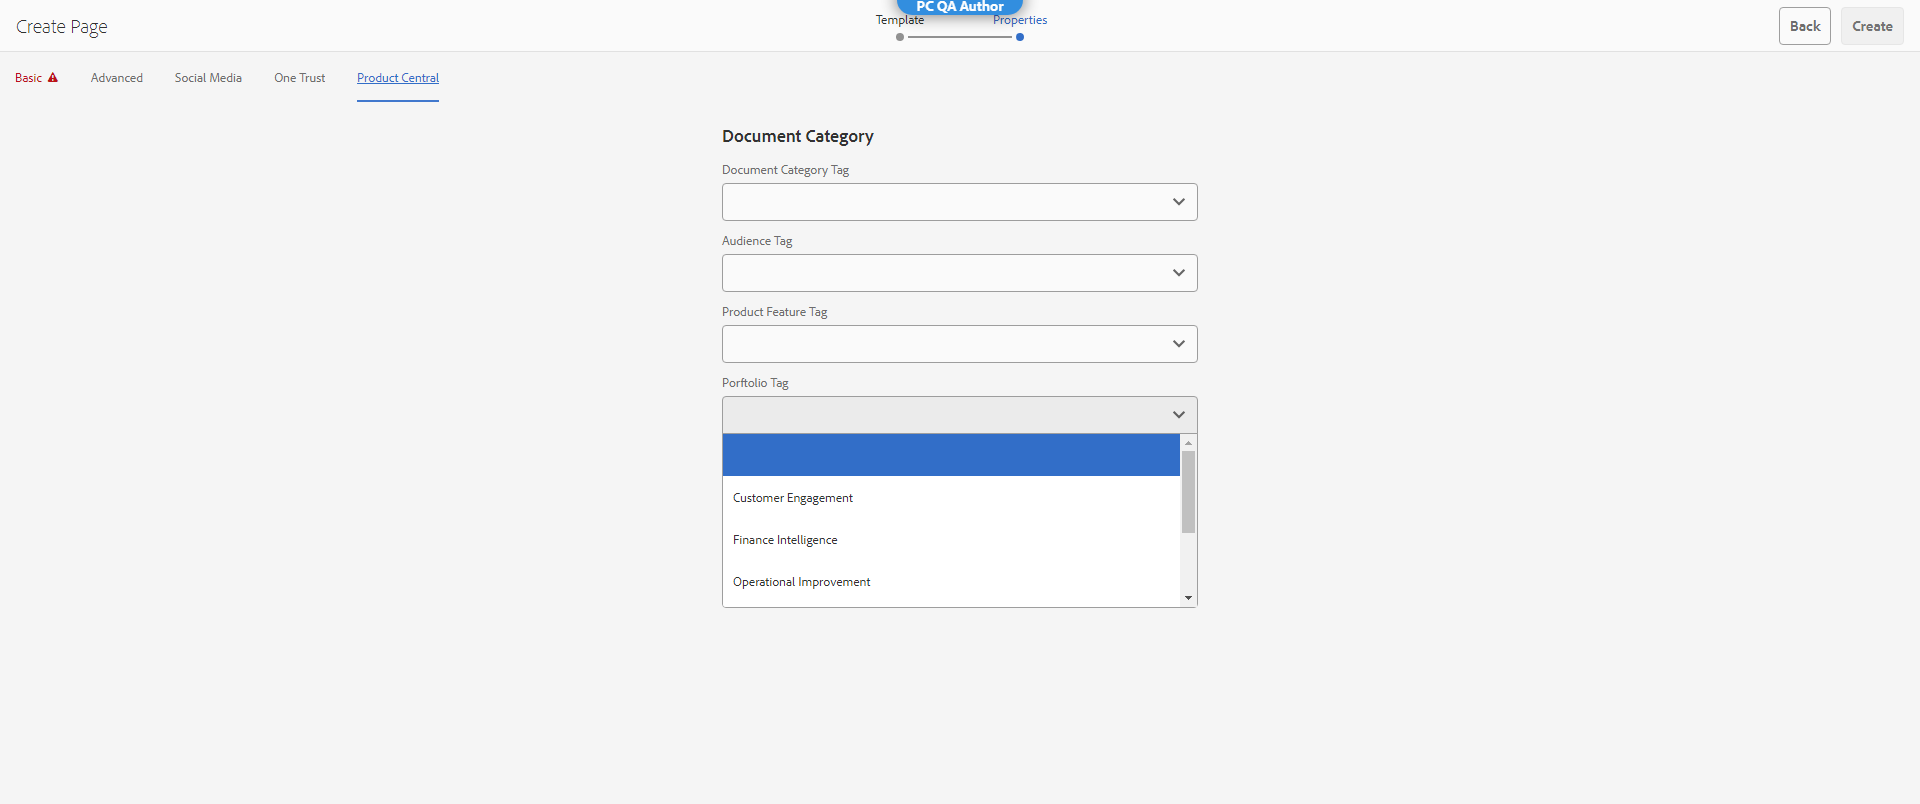 PC QA Author
Create Page
Template
Properties
Back
Create
Basic
Advanced
Social Media
One Trust
Product Central
Document Category
Document Category Tag
Audience Tag
Product Feature Tag
Porftolio Tag
Customer Engagement
Finance Intelligence
Operational Improvement